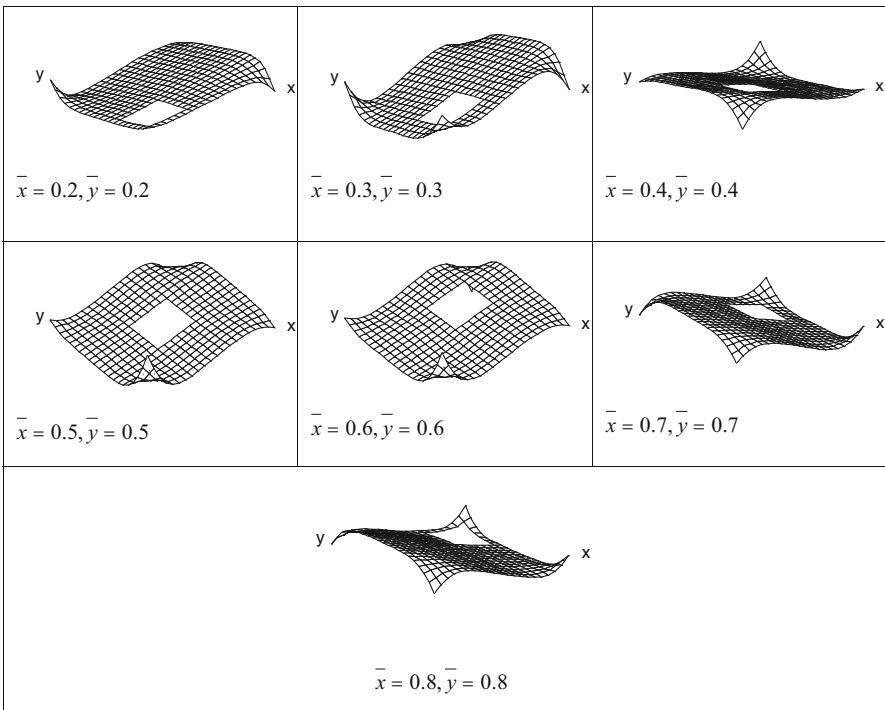 y x
x̄ = 0.2, ȳ = 0.2
y x
x̄ = 0.3, ȳ = 0.3
y x
x̄ = 0.4, ȳ = 0.4
y x
x̄ = 0.5, ȳ = 0.5
y x
x̄ = 0.6, ȳ = 0.6
y x
x̄ = 0.7, ȳ = 0.7
y x
x̄ = 0.8, ȳ = 0.8